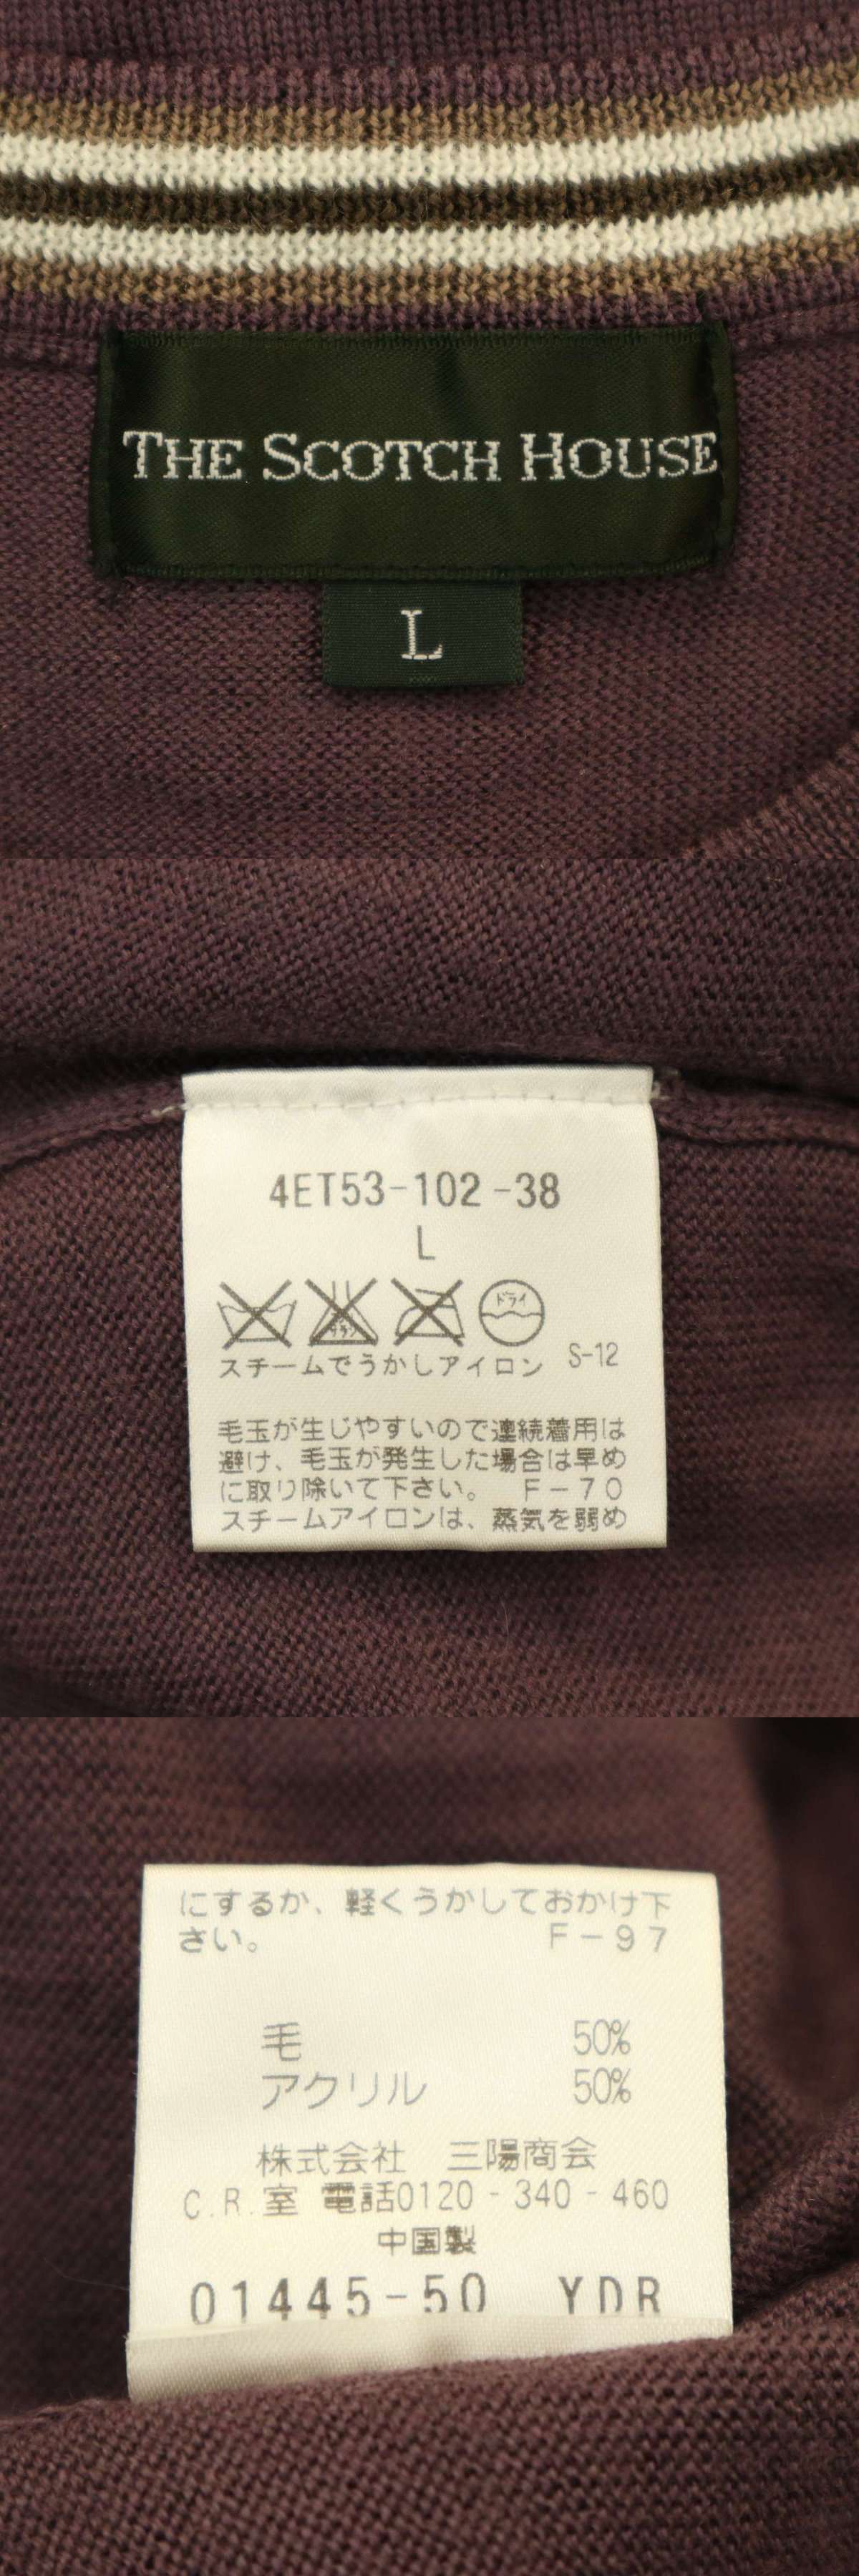 THE SCOTCH HOUSE
L
4ET53-102-38
L
ドライ
スチームでうかしアイロン S-12
毛玉が生じやすいので連続着用は
避け、毛玉が発生した場合は早め
に取り除いて下さい。 F-70
スチームアイロンは、蒸気を弱め
にするか、軽くうかしておかけ下
さい。 F-97
毛 50%
アクリル 50%
株式会社 三陽商会
C.R.室 電話0120-340-460
中国製
01445-50 YDR